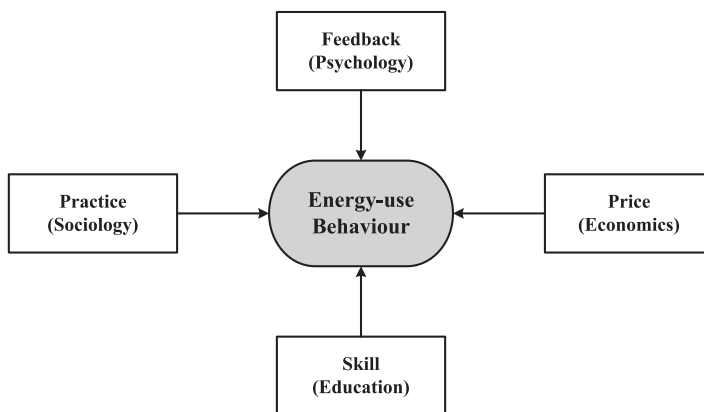 Feedback
(Psychology)
Practice
(Sociology)
Energy-use
Behaviour
Price
(Economics)
Skill
(Education)